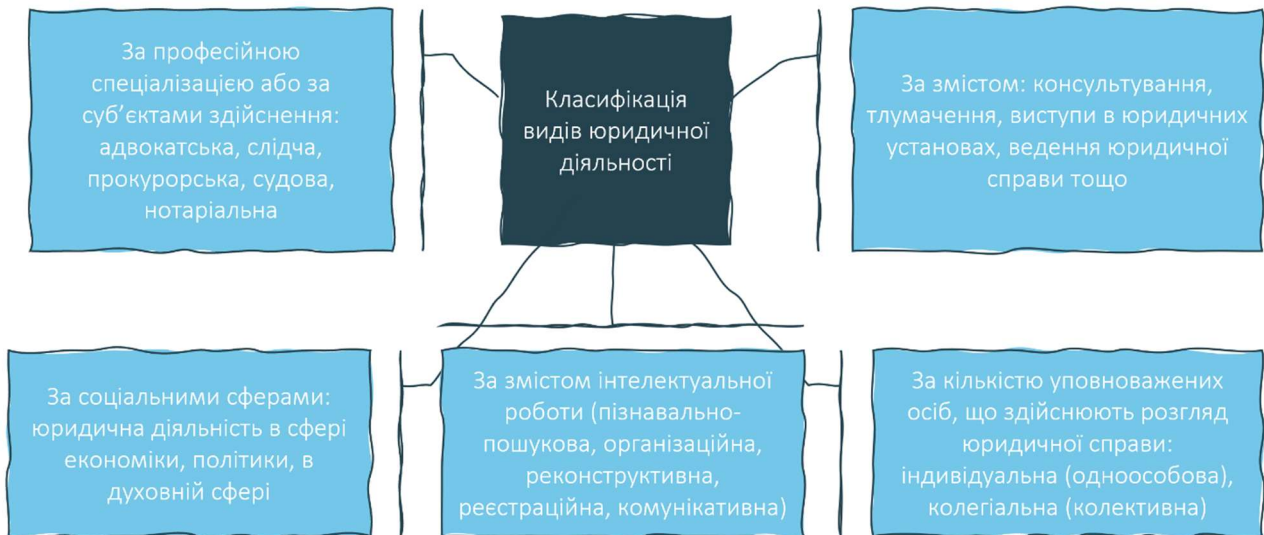 За професійною
спеціалізацією або за
суб’єктами здійснення:
адвокатська, слідча,
прокурорська, судова,
нотаріальна
Класифікація
видів юридичної
діяльності
За змістом: консультування,
тлумачення, виступи в юридичних
установах, ведення юридичної
справи тощо
За соціальними сферами:
юридична діяльність в сфері
економіки, політики, в
духовній сфері
За змістом інтелектуальної
роботи (пізнавально-
пошукова, організаційна,
реконструктивна,
реєстраційна, комунікативна)
За кількістю уповноважених
осіб, що здійснюють розгляд
юридичної справи:
індивідуальна (одноособова),
колегіальна (колективна)